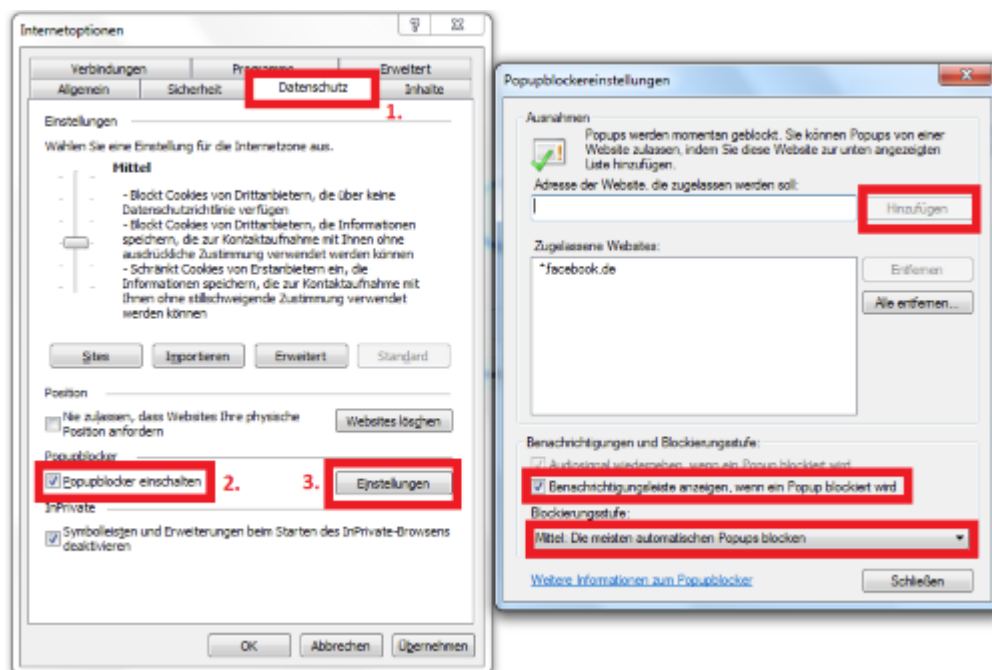 Internetoptionen
Verbindungen Programme Erweitert
Allgemein Sicherheit Datenschutz Inhalte
1.
Einstellungen
Wählen Sie eine Einstellung für die Internetzone aus.
Mittel
- Blockt Cookies von Drittanbietern, die über keine
Datenschutzrichtlinie verfügen
- Blockt Cookies von Drittanbietern, die Informationen
speichern, die zur Kontaktaufnahme mit Ihnen ohne
ausdrückliche Zustimmung verwendet werden können
- Schränkt Cookies von Erstanbietern ein, die
Informationen speichern, die zur Kontaktaufnahme mit
Ihnen ohne stillschweigende Zustimmung verwendet
werden können
Sites Importieren Erweitert Standard
Position
Nie zulassen, dass Websites Ihre physische
Position anfordern
Websites löschen
Popupblocker
Popupblocker einschalten 2. 3. Einstellungen
InPrivate
Symbolleisten und Erweiterungen beim Starten des InPrivate-Browsens
deaktivieren
OK Abbrechen Übernehmen
Popupblockereinstellungen
Ausnahmen
Popups werden momentan geblockt. Sie können Popups von einer
Website zulassen, indem Sie diese Website zur unten angezeigten
Liste hinzufügen.
Adresse der Website, die zugelassen werden soll:
Hinzufügen
Zugelassene Websites:
*.facebook.de
Entfernen
Alle entfernen...
Benachrichtigungen und Blockierungsstufe:
Audiosignal wiedergeben, wenn ein Popup blockiert wird
Benachrichtigungsleiste anzeigen, wenn ein Popup blockiert wird
Blockierungsstufe:
Mittel: Die meisten automatischen Popups blocken
Weitere Informationen zum Popupblocker
Schließen